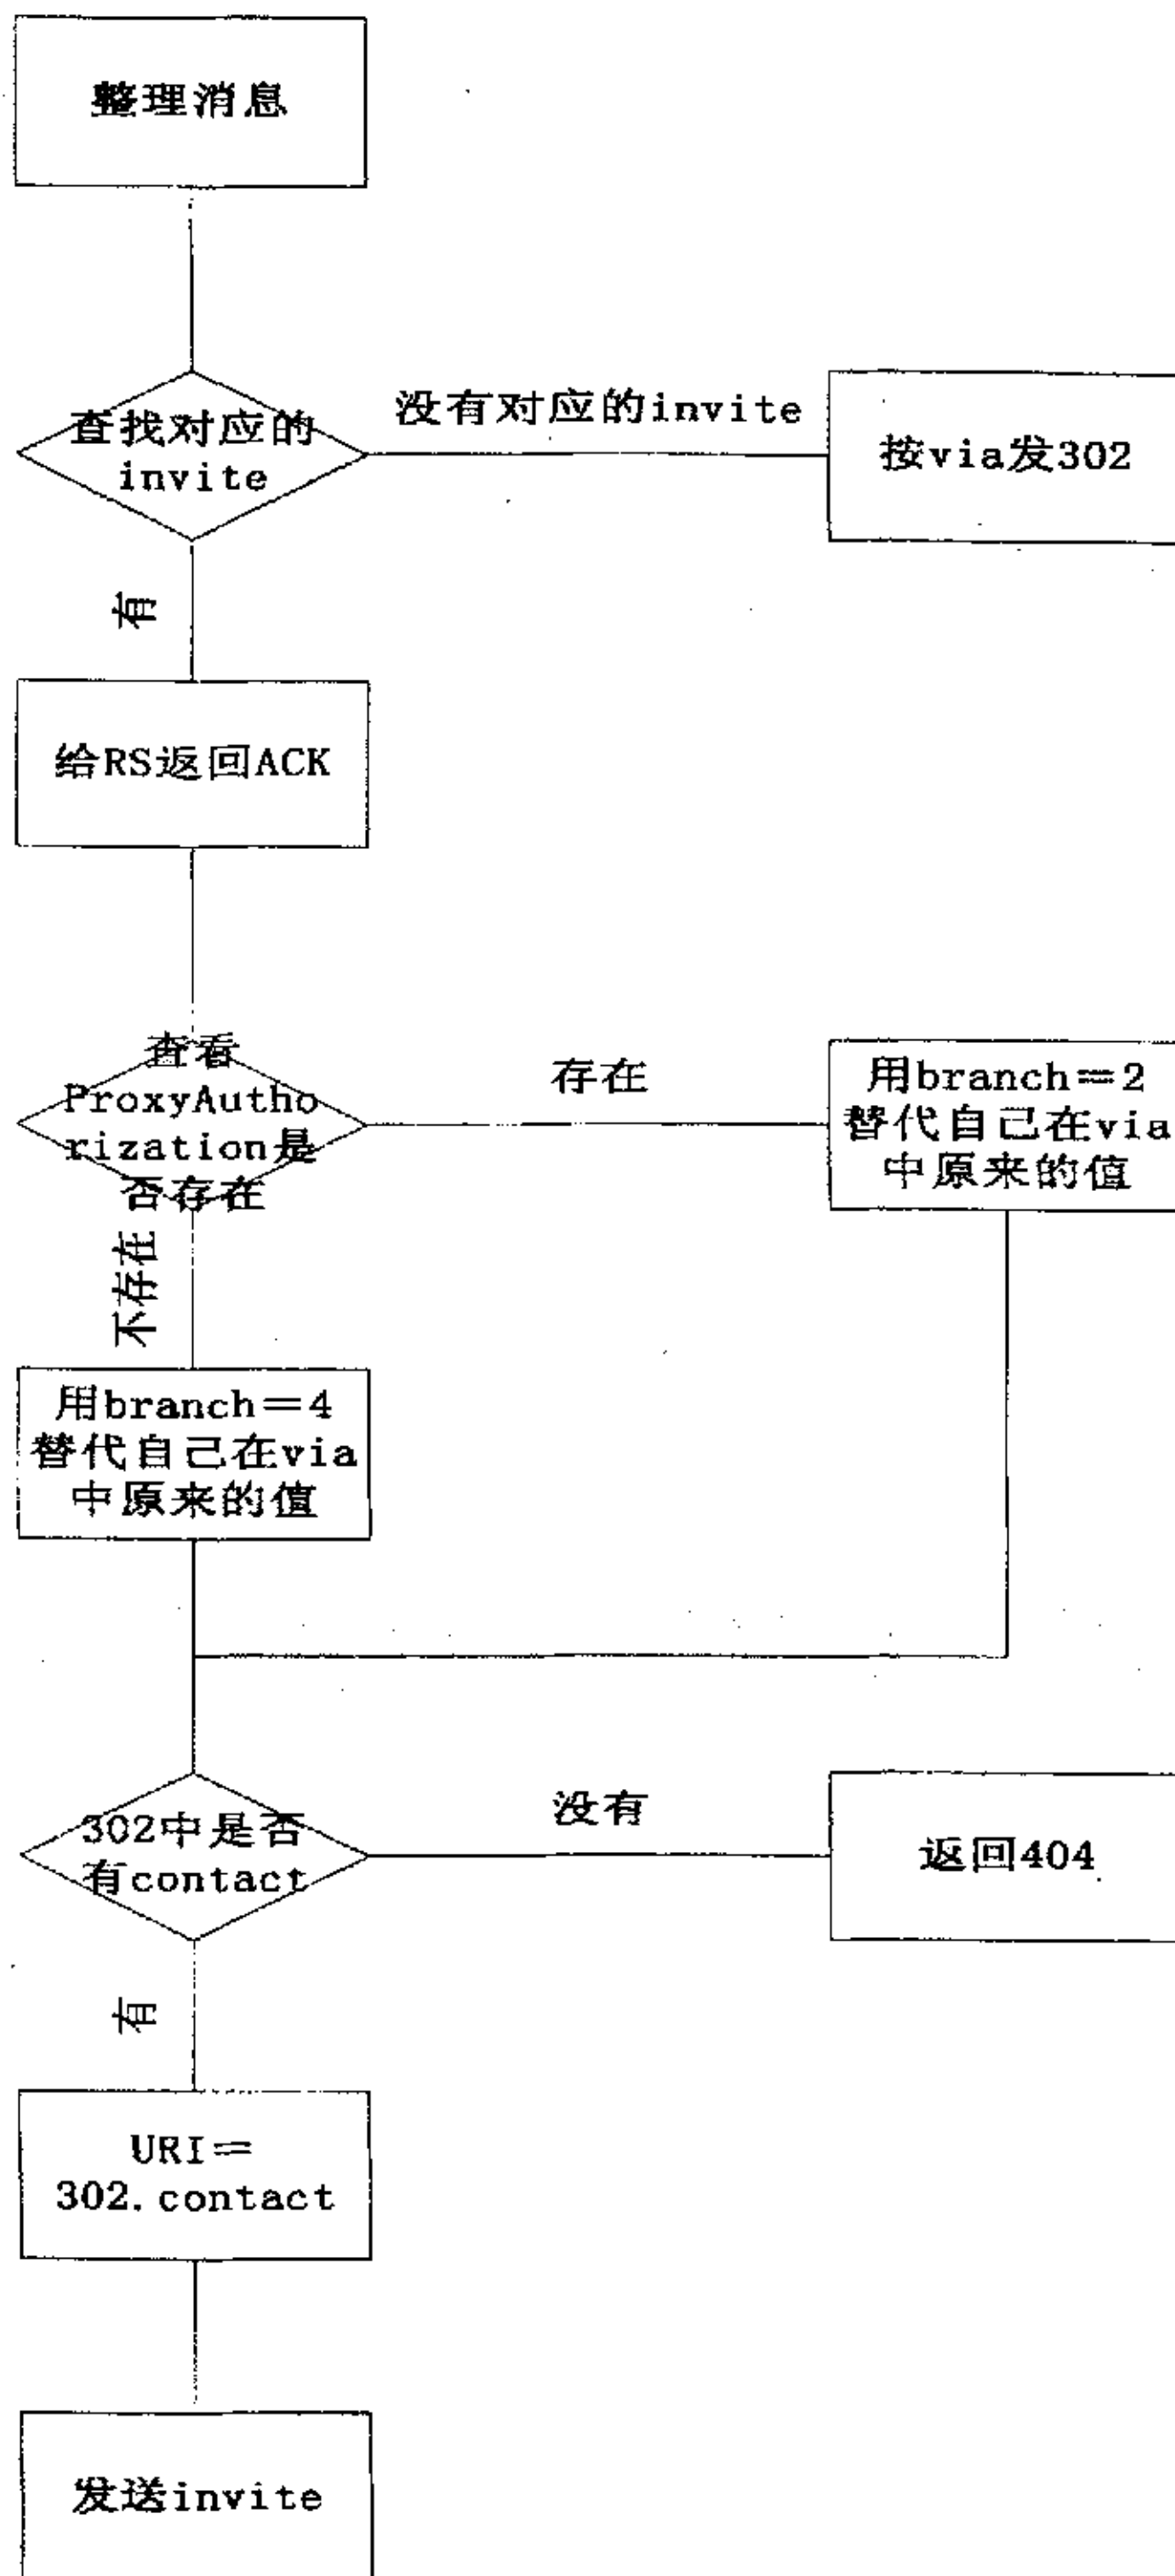 整理消息
查找对应的
invite
没有对应的invite
按via发302
有
给RS返回ACK
查看
ProxyAutho
rization是
否存在
存在
用branch=2
替代自己在via
中原来的值
不存在
用branch=4
替代自己在via
中原来的值
302中是否
有contact
没有
返回404
有
URI=
302.contact
发送invite